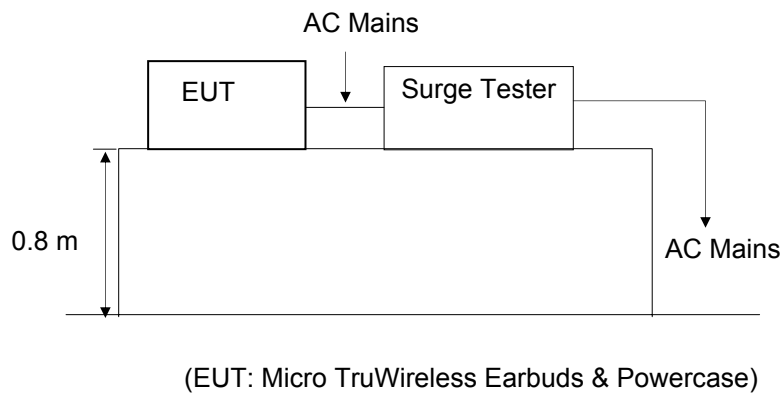 AC Mains
EUT
Surge Tester
0.8 m
AC Mains
(EUT: Micro TruWireless Earbuds & Powercase)